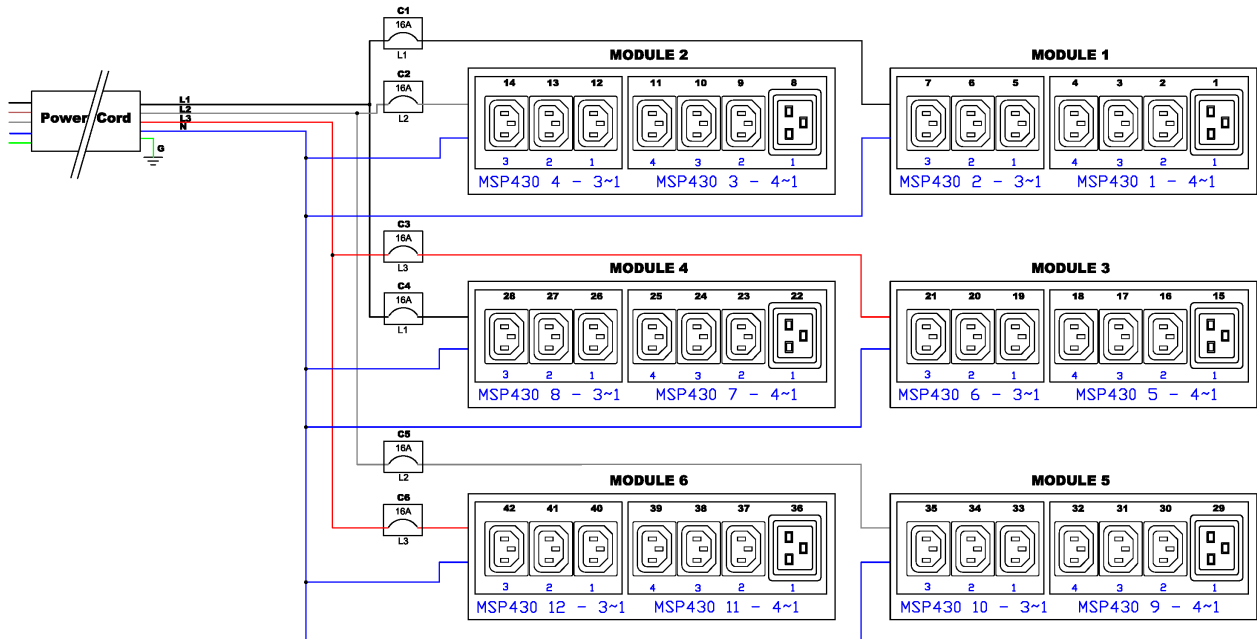 C1
16A
L1
C2
16A
L2
Power Cord
L1
L2
L3
N
G
MODULE 2
14 13 12 11 10 9 8
3 2 1 4 3 2 1
MSP430 4 - 3~1 MSP430 3 - 4~1
MODULE 1
7 6 5 4 3 2 1
3 2 1 4 3 2 1
MSP430 2 - 3~1 MSP430 1 - 4~1
C3
16A
L3
C4
16A
L1
MODULE 4
28 27 26 25 24 23 22
3 2 1 4 3 2 1
MSP430 8 - 3~1 MSP430 7 - 4~1
MODULE 3
21 20 19 18 17 16 15
3 2 1 4 3 2 1
MSP430 6 - 3~1 MSP430 5 - 4~1
C5
16A
L2
C6
16A
L3
MODULE 6
42 41 40 39 38 37 36
3 2 1 4 3 2 1
MSP430 12 - 3~1 MSP430 11 - 4~1
MODULE 5
35 34 33 32 31 30 29
3 2 1 4 3 2 1
MSP430 10 - 3~1 MSP430 9 - 4~1